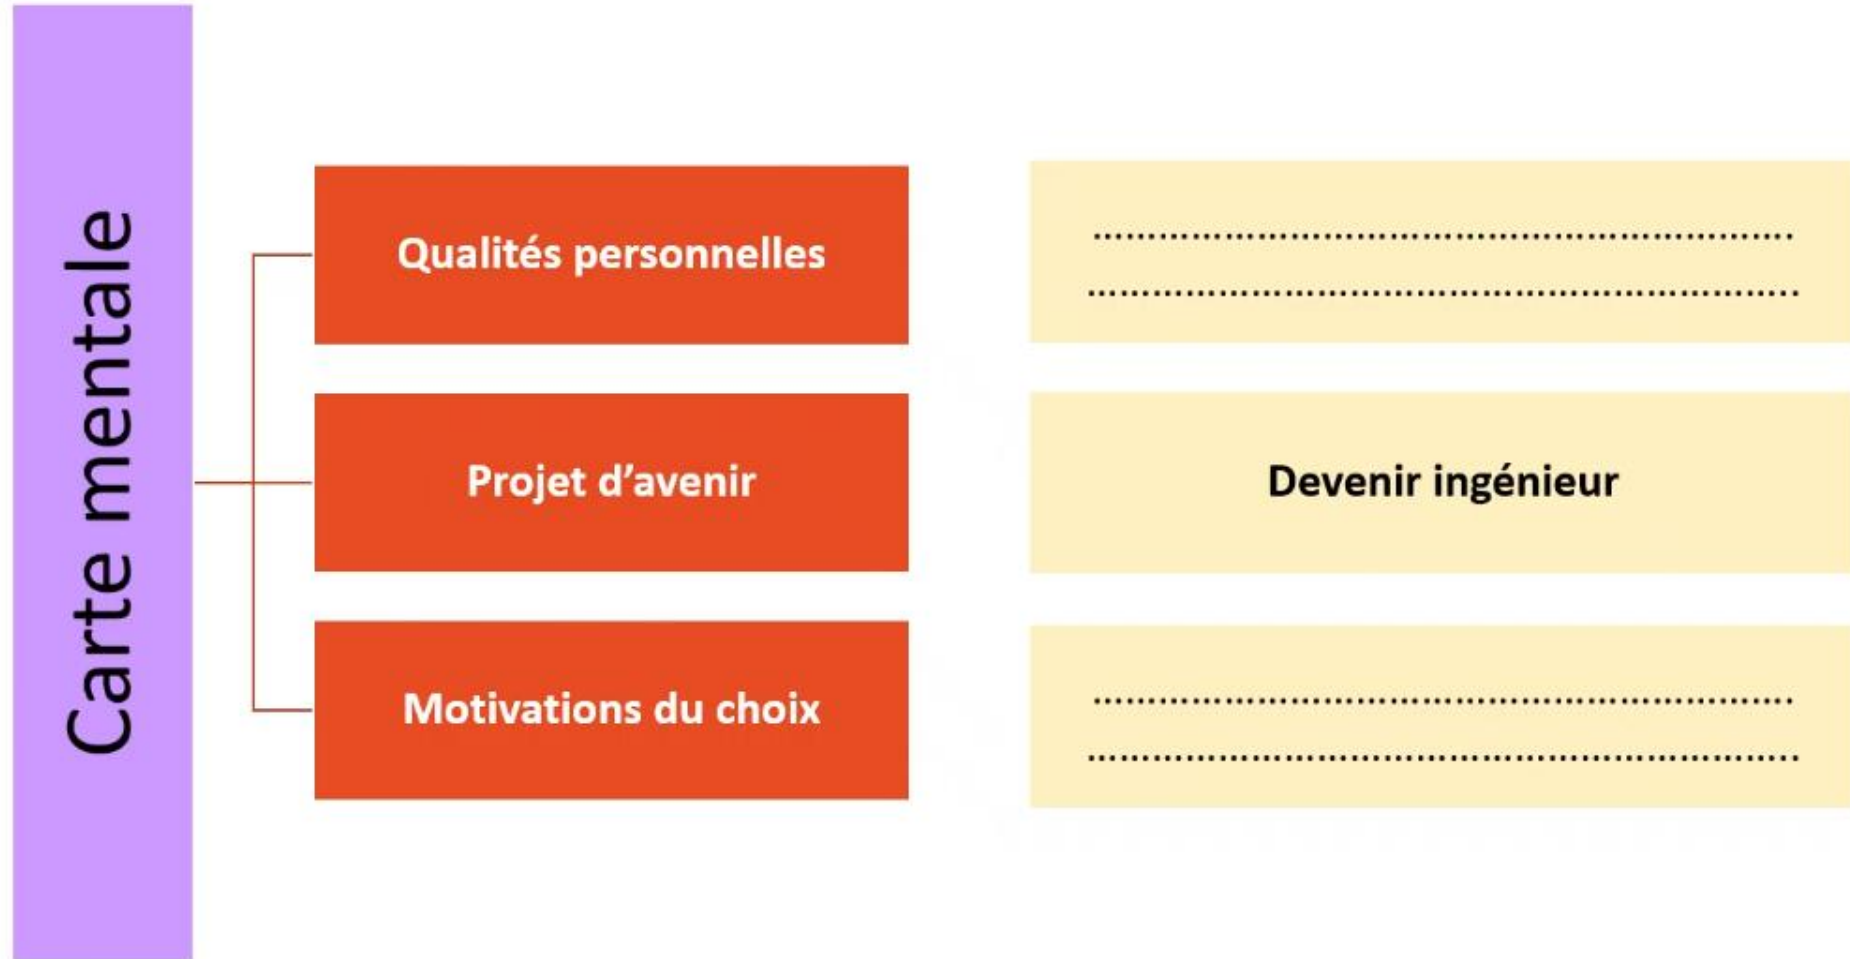 Carte mentale
Qualités personnelles
................................................................
.................................................................
Projet d’avenir
Devenir ingénieur
Motivations du choix
................................................................
.................................................................